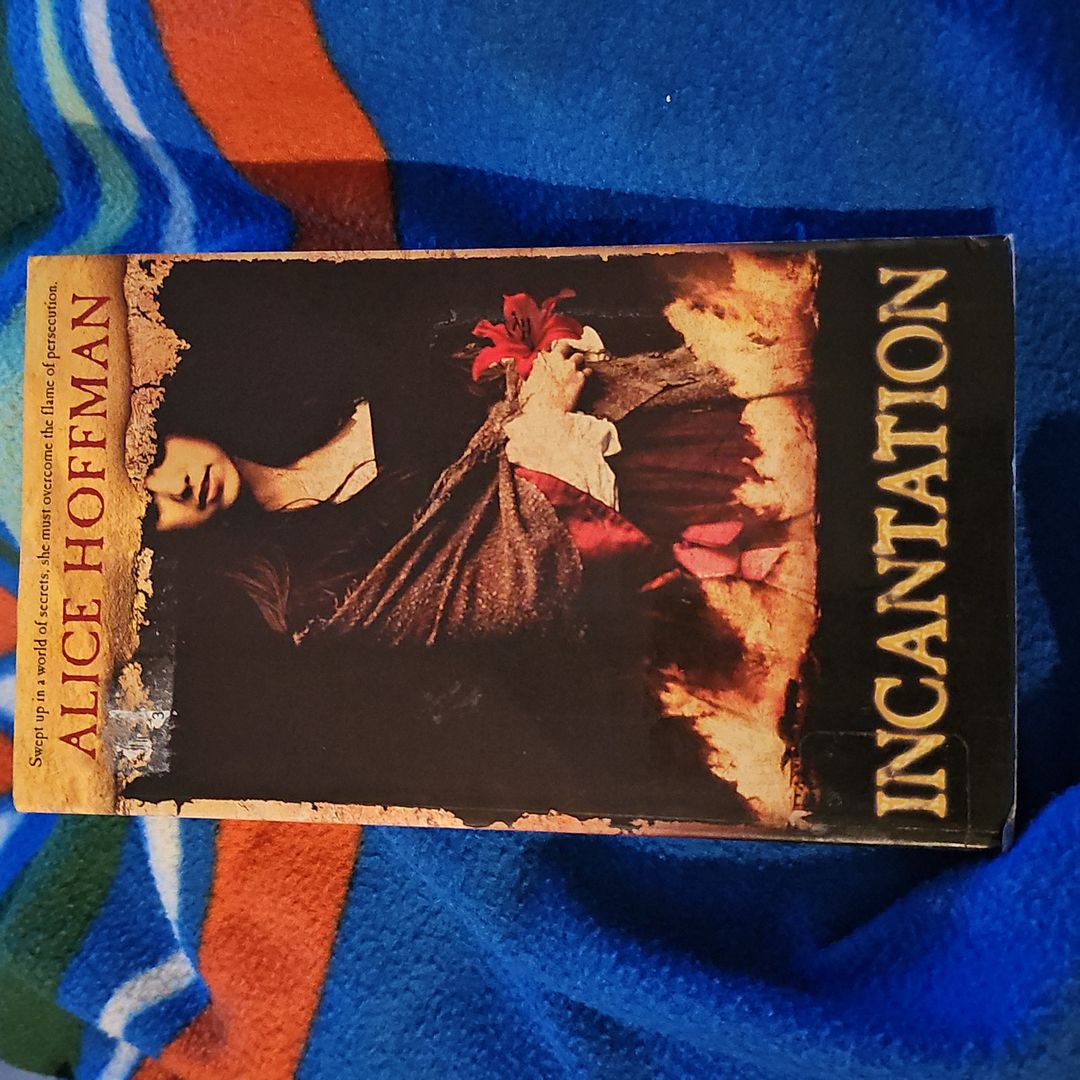 Swept up in a world of secrets, she must overcome the flame of persecution.
ALICE HOFFMAN
INCANTATION